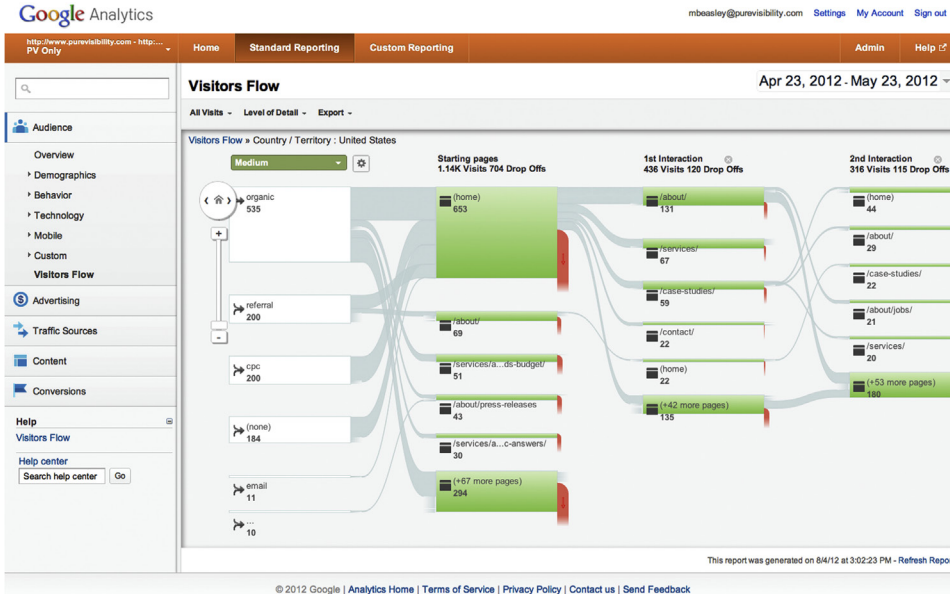 Google Analytics
mbeasley@purevisibility.com Settings My Account Sign out
http://www.purevisibility.com - http:...
PV Only
Home Standard Reporting Custom Reporting Admin Help
Visitors Flow
Apr 23, 2012 - May 23, 2012
All Visits Level of Detail Export
Audience
Overview
Demographics
Behavior
Technology
Mobile
Custom
Visitors Flow
Advertising
Traffic Sources
Content
Conversions
Help
Visitors Flow
Help center
Search help center Go
Visitors Flow » Country / Territory : United States
Medium
organic
535
referral
200
cpc
200
(none)
184
email
11
...
10
Starting pages
1.14K Visits 704 Drop Offs
(home)
653
/about/
69
/services/a...ds-budget/
51
/about/press-releases
43
/services/a...c-answers/
30
(+67 more pages)
294
1st Interaction
436 Visits 120 Drop Offs
/about/
131
/services/
67
/case-studies/
59
/contact/
22
(home)
22
(+42 more pages)
135
2nd Interaction
316 Visits 115 Drop Offs
(home)
44
/about/
29
/case-studies/
22
/about/jobs/
21
/services/
20
(+53 more pages)
180
This report was generated on 8/4/12 at 3:02:23 PM - Refresh Repo
© 2012 Google | Analytics Home | Terms of Service | Privacy Policy | Contact us | Send Feedback